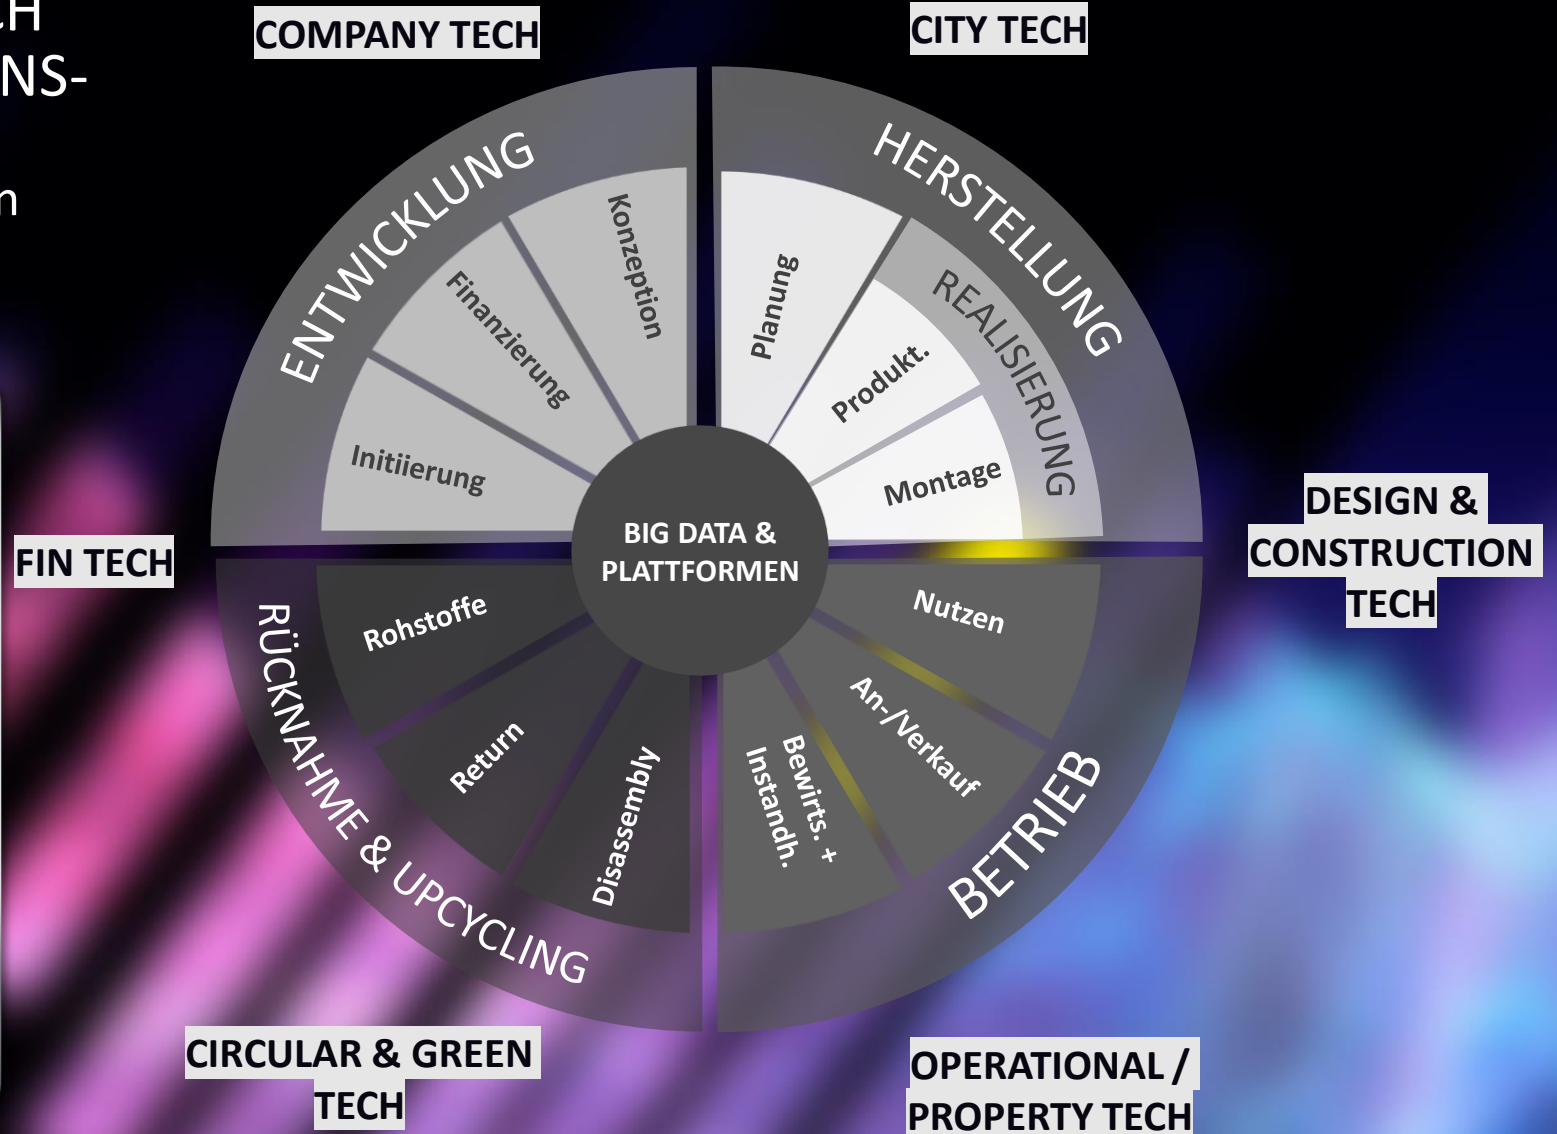 NS-
COMPANY TECH
CITY TECH
ENTWICKLUNG
Konzeption
Finanzierung
Initiierung
HERSTELLUNG
Planung
REALISIERUNG
Produkt.
Montage
BIG DATA &
PLATTFORMEN
FIN TECH
DESIGN &
CONSTRUCTION
TECH
Rohstoffe
Return
Disassembly
RÜCKNAHME & UPCYCLING
Nutzen
An-/Verkauf
Bewirts. +
Instandh.
BETRIEB
CIRCULAR & GREEN
TECH
OPERATIONAL /
PROPERTY TECH